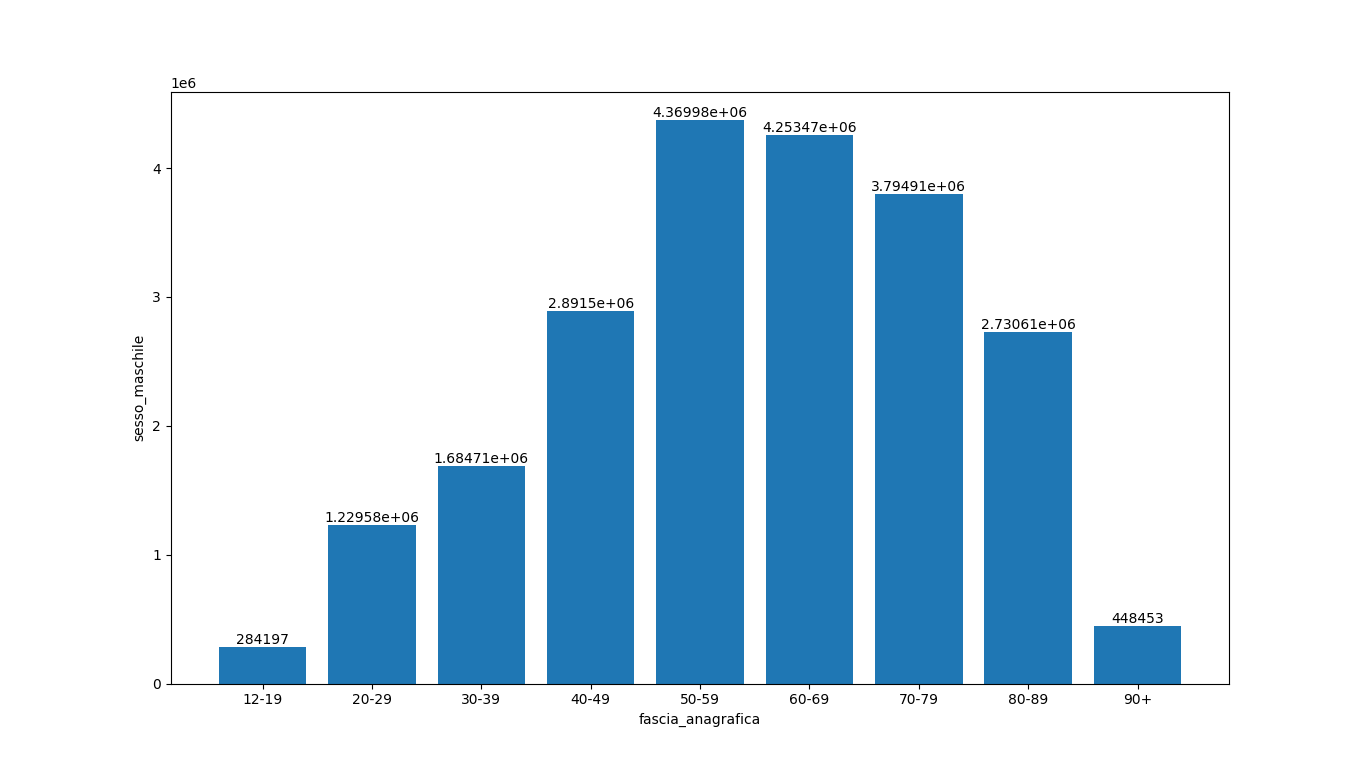 1e6
4.36998e+06
4.25347e+06
4
3.79491e+06
3
2.8915e+06
2.73061e+06
sesso_maschile
2
1.68471e+06
1.22958e+06
1
448453
284197
0
12-19 20-29 30-39 40-49 50-59 60-69 70-79 80-89 90+
fascia_anagrafica